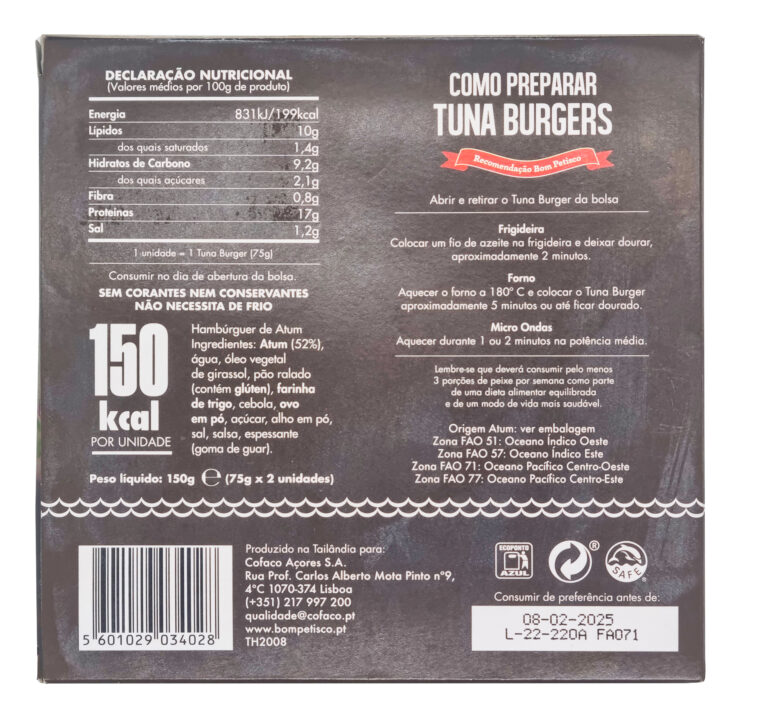 DECLARAÇÃO NUTRICIONAL
(Valores médios por 100g de produto)
Energia 831kJ/199kcal
Lípidos 10g
dos quais saturados 1,4g
Hidratos de Carbono 9,2g
dos quais açúcares 2,1g
Fibra 0,8g
Proteínas 17g
Sal 1,2g
1 unidade = 1 Tuna Burger (75g)
Consumir no dia de abertura da bolsa.
SEM CORANTES NEM CONSERVANTES
NÃO NECESSITA DE FRIO
150
kcal
POR UNIDADE
Hambúrguer de Atum
Ingredientes: Atum (52%),
água, óleo vegetal
de girassol, pão ralado
(contém glúten), farinha
de trigo, cebola, ovo
em pó, açúcar, alho em pó,
sal, salsa, espessante
(goma de guar).
Peso líquido: 150g e (75g x 2 unidades)
COMO PREPARAR
TUNA BURGERS
Recomendação Bom Petisco
Abrir e retirar o Tuna Burger da bolsa
Frigideira
Colocar um fio de azeite na frigideira e deixar dourar,
aproximadamente 2 minutos.
Forno
Aquecer o forno a 180º C e colocar o Tuna Burger
aproximadamente 5 minutos ou até ficar dourado.
Micro Ondas
Aquecer durante 1 ou 2 minutos na potência média.
Lembre-se que deverá consumir pelo menos
3 porções de peixe por semana como parte
de uma dieta alimentar equilibrada
e de um modo de vida mais saudável.
Origem Atum: ver embalagem
Zona FAO 51: Oceano Índico Oeste
Zona FAO 57: Oceano Índico Este
Zona FAO 71: Oceano Pacífico Centro-Oeste
Zona FAO 77: Oceano Pacífico Centro-Este
5 601029 034028
Produzido na Tailândia para:
Cofaco Açores S.A.
Rua Prof. Carlos Alberto Mota Pinto nº9,
4°C 1070-374 Lisboa
(+351) 217 997 200
qualidade@cofaco.pt
www.bompetisco.pt
TH2008
ECOPONTO
AZUL
®
SAFE
Consumir de preferência antes de:
08-02-2025
L-22-220A FA071